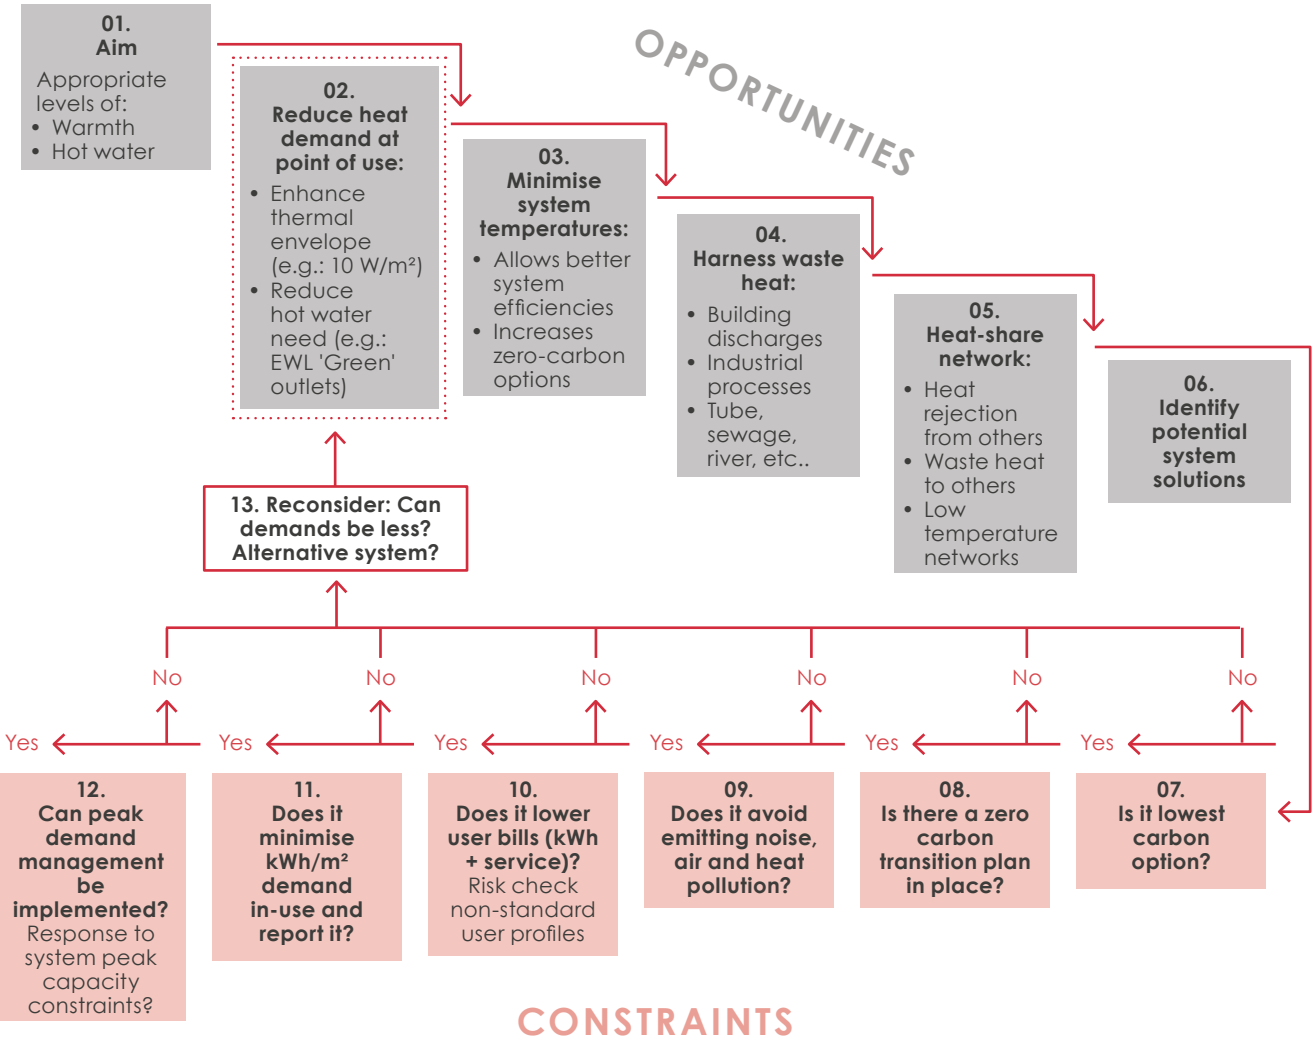 01.
Aim
Appropriate
levels of:
• Warmth
• Hot water
OPPORTUNITIES
02.
Reduce heat
demand at
point of use:
• Enhance
thermal
envelope
(e.g.: 10 W/m²)
• Reduce
hot water
need (e.g.:
EWL 'Green'
outlets)
03.
Minimise
system
temperatures:
• Allows better
system
efficiencies
• Increases
zero-carbon
options
04.
Harness waste
heat:
• Building
discharges
• Industrial
processes
• Tube,
sewage,
river, etc..
05.
Heat-share
network:
• Heat
rejection
from others
• Waste heat
to others
• Low
temperature
networks
06.
Identify
potential
system
solutions
13. Reconsider: Can
demands be less?
Alternative system?
No
No
No
No
No
No
Yes
Yes
Yes
Yes
Yes
Yes
12.
Can peak
demand
management
be
implemented?
Response to
system peak
capacity
constraints?
11.
Does it
minimise
kWh/m²
demand
in-use and
report it?
10.
Does it lower
user bills (kWh
+ service)?
Risk check
non-standard
user profiles
09.
Does it avoid
emitting noise,
air and heat
pollution?
08.
Is there a zero
carbon
transition plan
in place?
07.
Is it lowest
carbon
option?
CONSTRAINTS